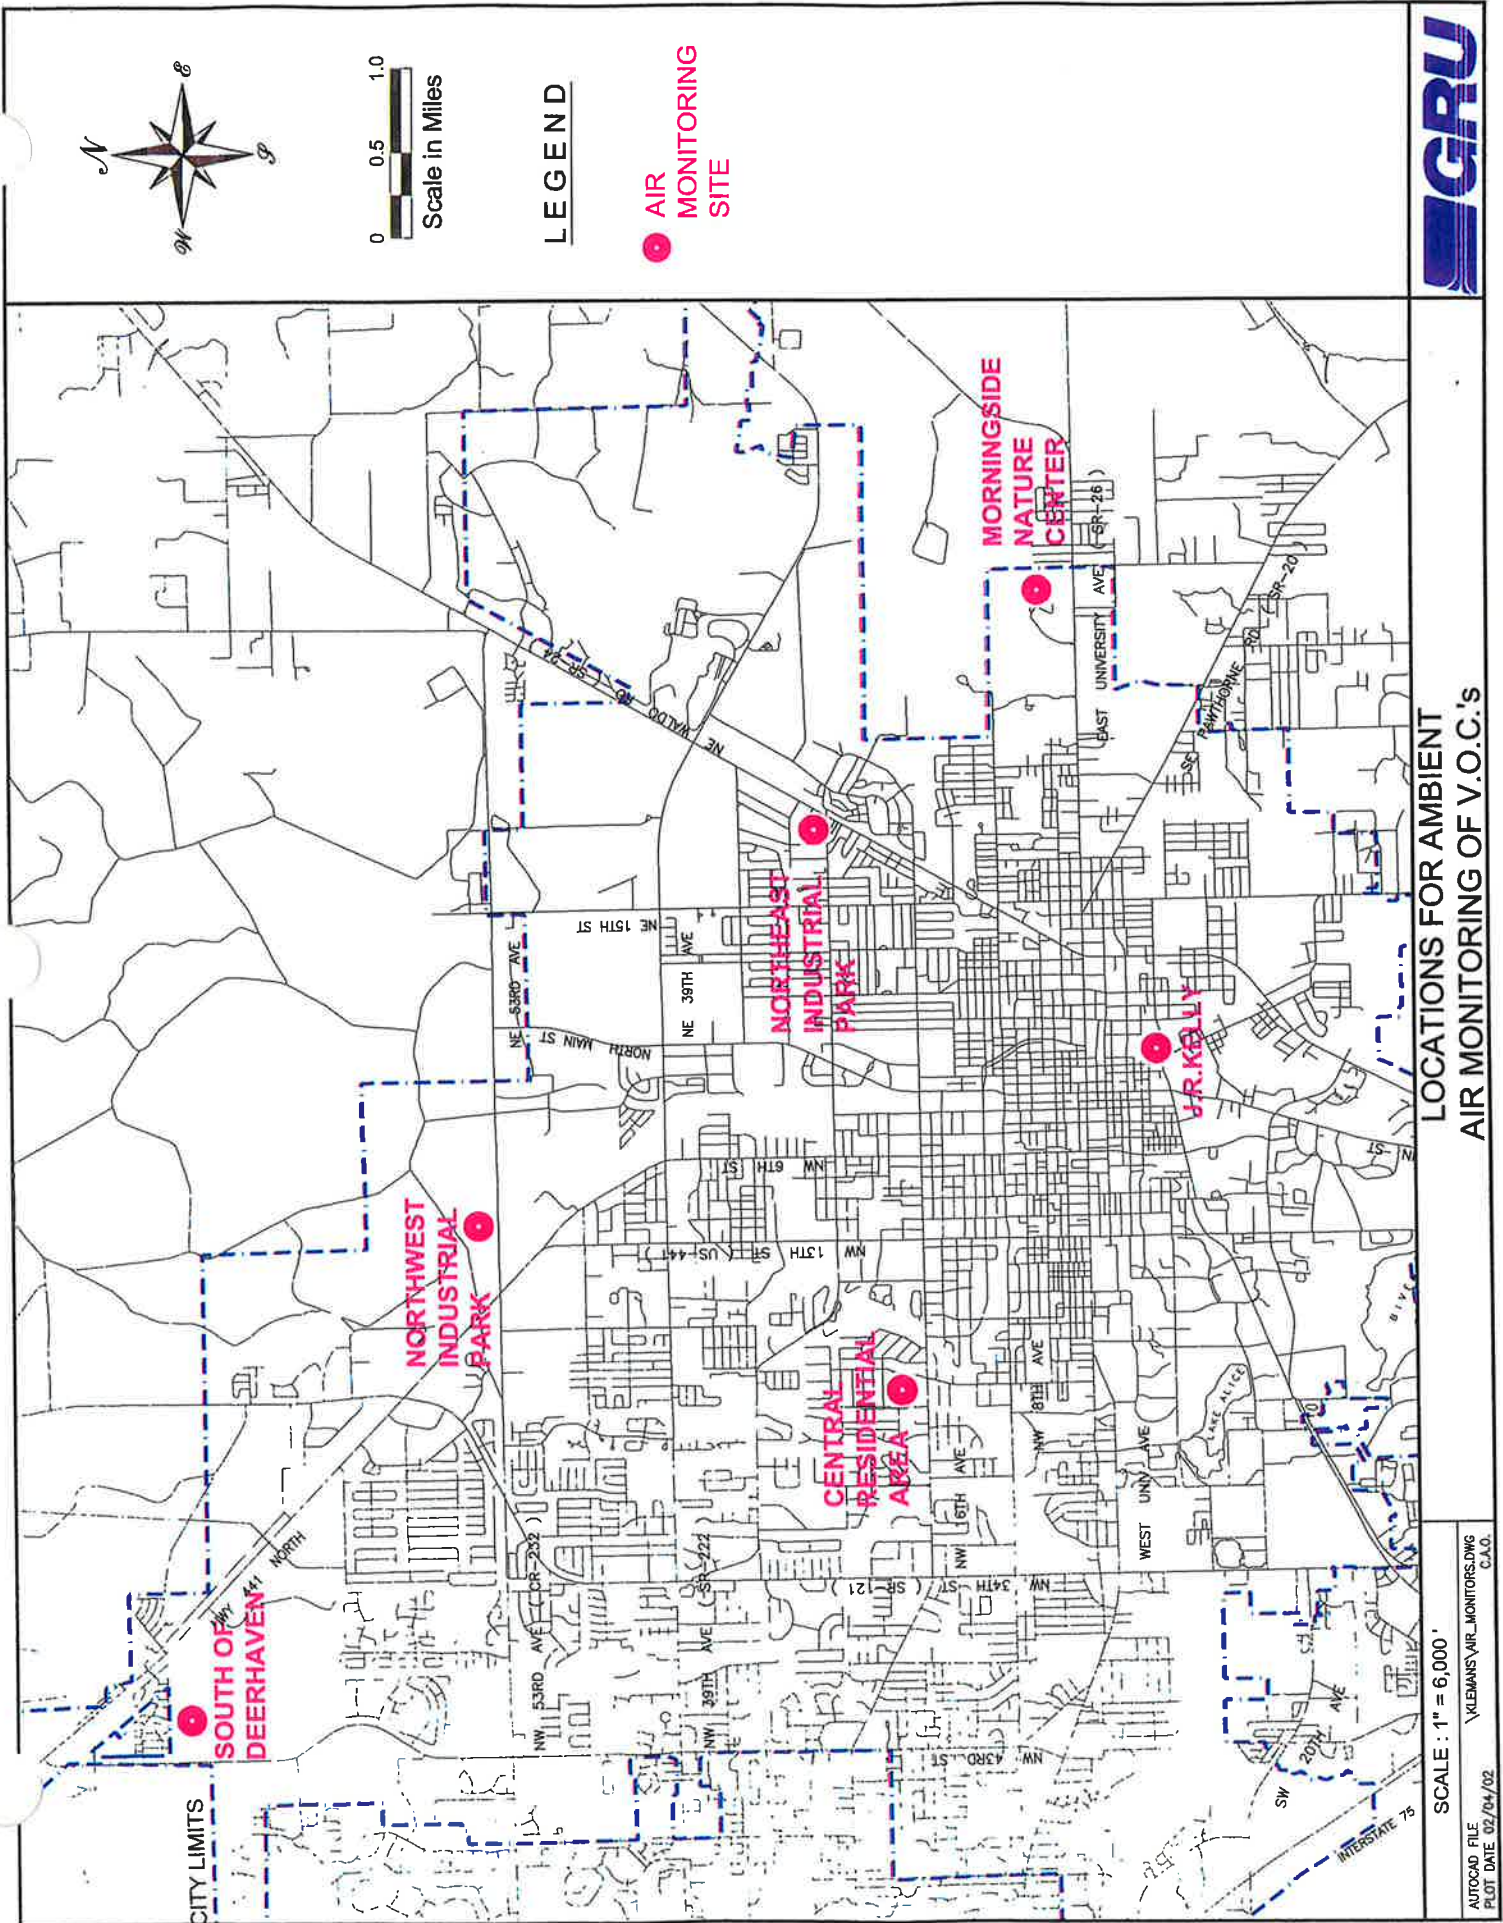 N
W
E
S
0
0.5
1.0
Scale in Miles
LEGEND
AIR
MONITORING
SITE
CITY LIMITS
SOUTH OF
DEERHAVEN
HWY 441 NORTH
NORTHWEST
INDUSTRIAL
PARK
NORTHEAST
INDUSTRIAL
PARK
MORNINGSIDE
NATURE
CENTER
CENTRAL
RESIDENTIAL
AREA
J.R.KELLY
NE 53RD AVE
NE 39TH AVE
NE 15TH ST
NORTH MAIN ST
NE WALDO RD ( SR-24 )
NW 6TH ST
NW 13TH ST ( US-441 )
NW 53RD AVE ( CR-232 )
NW 39TH AVE ( SR-222 )
NW 34TH ST ( SR-121 )
NW 43RD ST
NW 16TH AVE
NW 8TH AVE
WEST UNIV AVE
EAST UNIVERSITY AVE ( SR-26 )
SE HAWTHORNE RD ( SR-20 )
LAKE ALICE
SW 20TH AVE
INTERSTATE 75
LOCATIONS FOR AMBIENT
AIR MONITORING OF V.O.C.'s
SCALE : 1" = 6,000'
AUTOCAD FILE \KLEMANS\AIR_MONITORS.DWG
PLOT DATE 02/04/02 C.A.O.
GRU